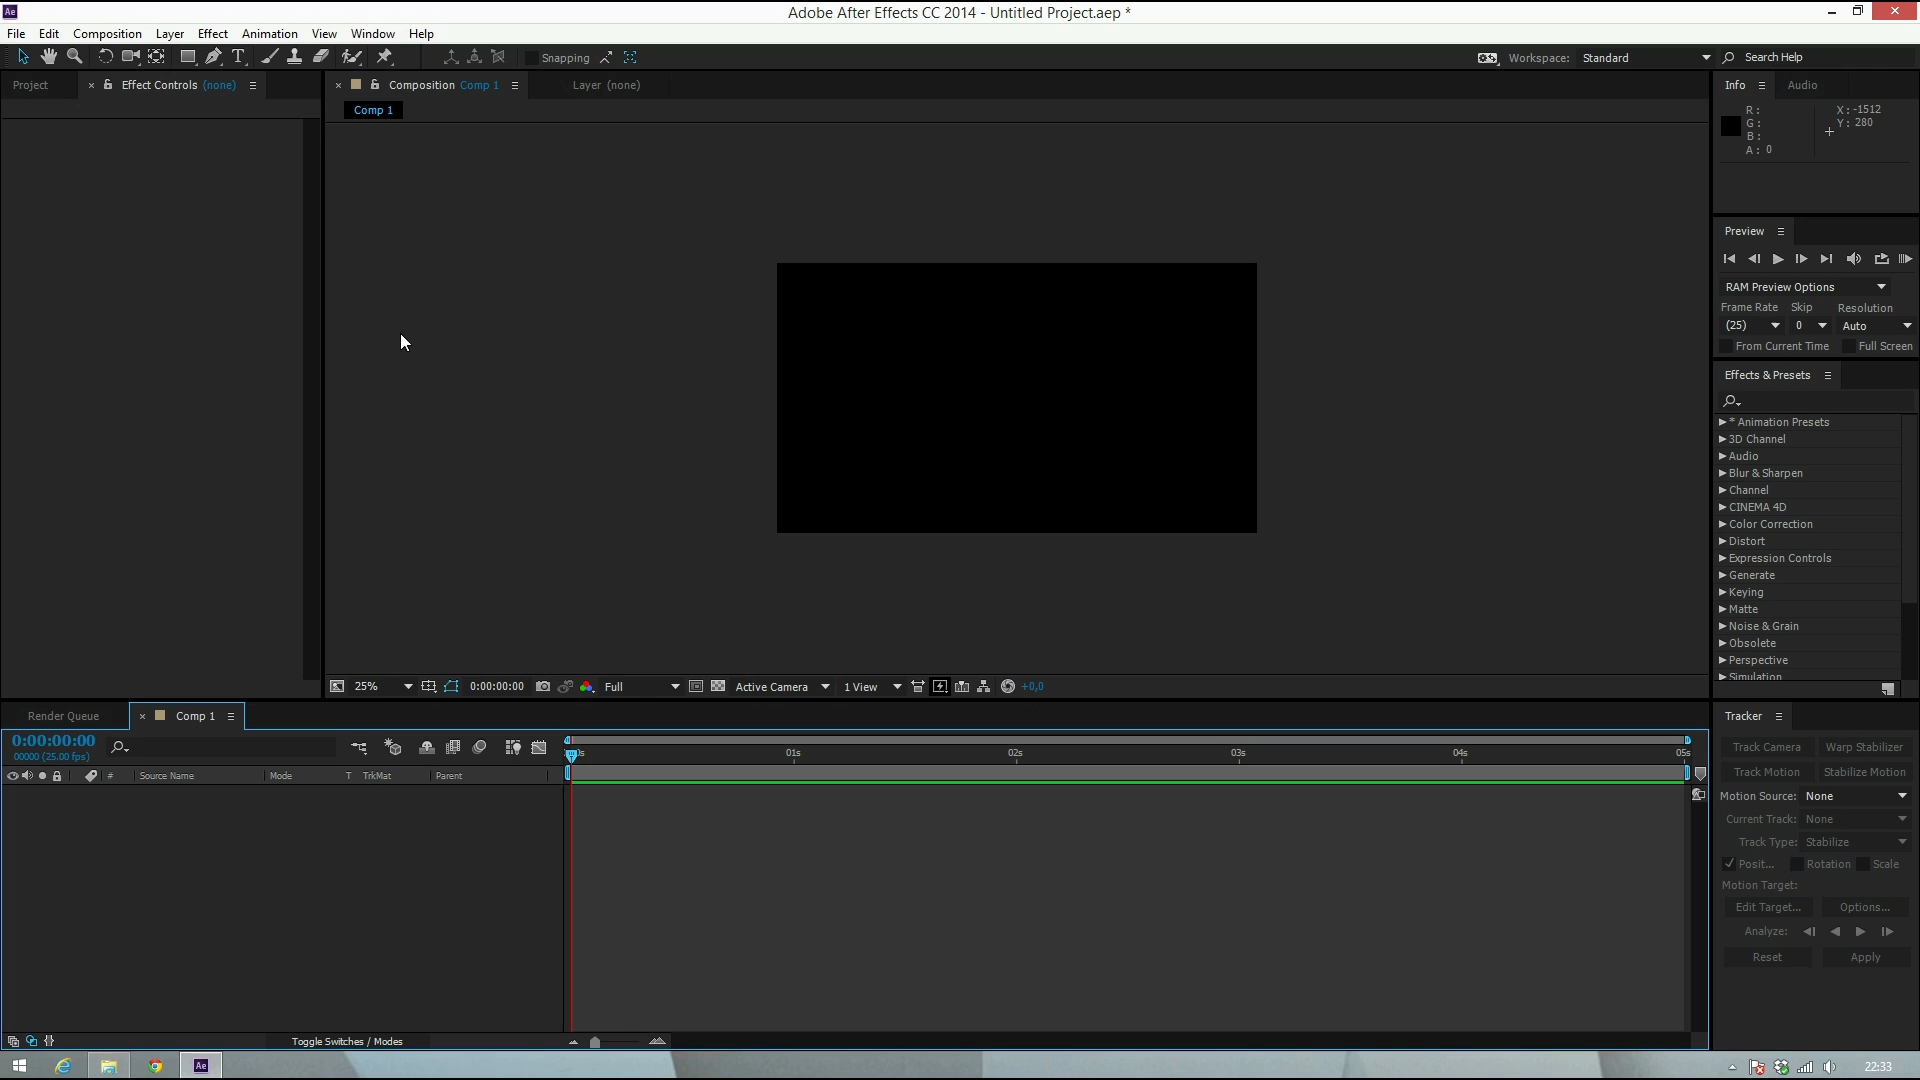 Ae
Adobe After Effects CC 2014 - Untitled Project.aep *
File Edit Composition Layer Effect Animation View Window Help
T Snapping Workspace: Standard Search Help
Project × Effect Controls (none) × Composition Comp 1 Layer (none) Info Audio
Comp 1
R:
G:
B:
A: 0
X: -1512
Y: 280
Preview
RAM Preview Options
Frame Rate Skip Resolution
(25) 0 Auto
From Current Time Full Screen
Effects & Presets
* Animation Presets
3D Channel
Audio
Blur & Sharpen
Channel
CINEMA 4D
Color Correction
Distort
Expression Controls
Generate
Keying
Matte
Noise & Grain
Obsolete
Perspective
Simulation
25% 0:00:00:00 Full Active Camera 1 View +0,0
Render Queue × Comp 1
0:00:00:00
00000 (25.00 fps)
# Source Name Mode T TrkMat Parent
01s 02s 03s 04s 05s
Toggle Switches / Modes
Tracker
Track Camera Warp Stabilizer
Track Motion Stabilize Motion
Motion Source: None
Current Track: None
Track Type: Stabilize
Posit... Rotation Scale
Motion Target:
Edit Target... Options...
Analyze:
Reset Apply
Ae 22:33